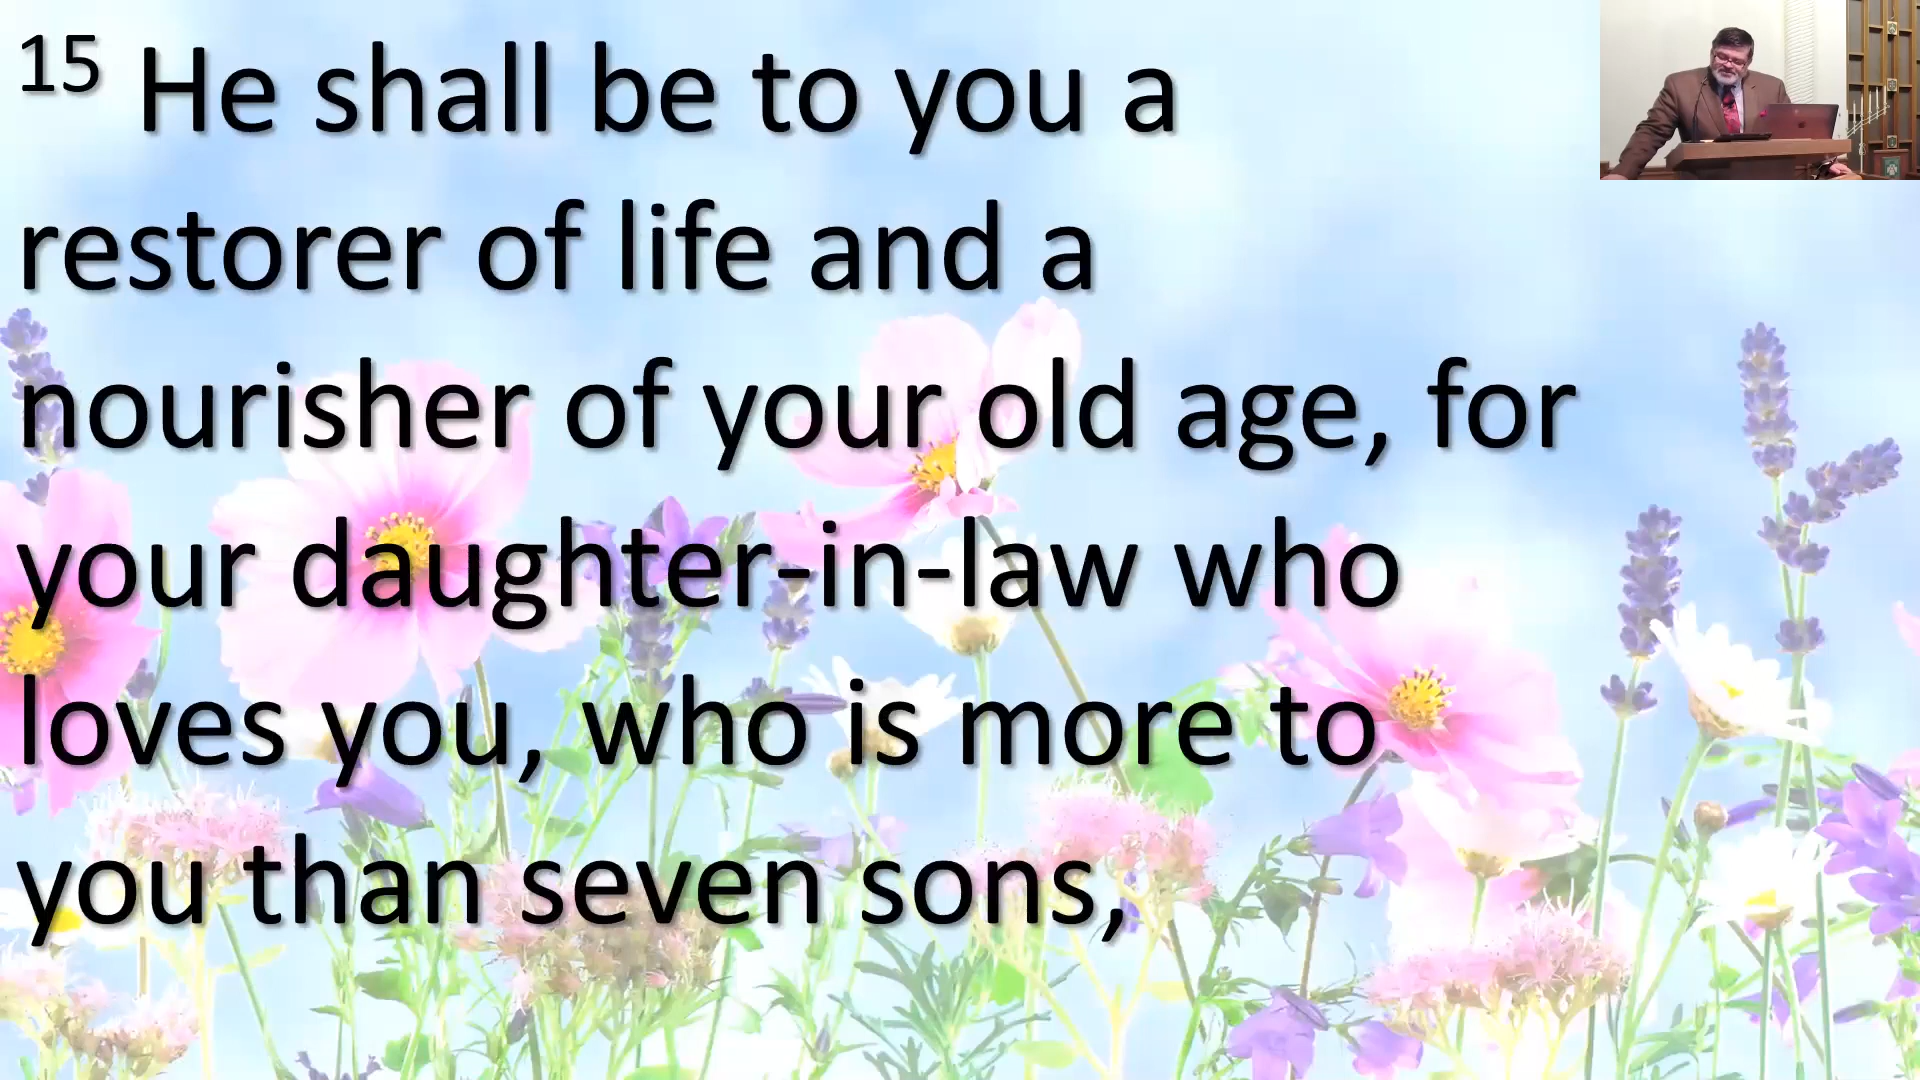 15 He shall be to you a
restorer of life and a
nourisher of your old age, for
your daughter-in-law who
loves you, who is more to
you than seven sons,